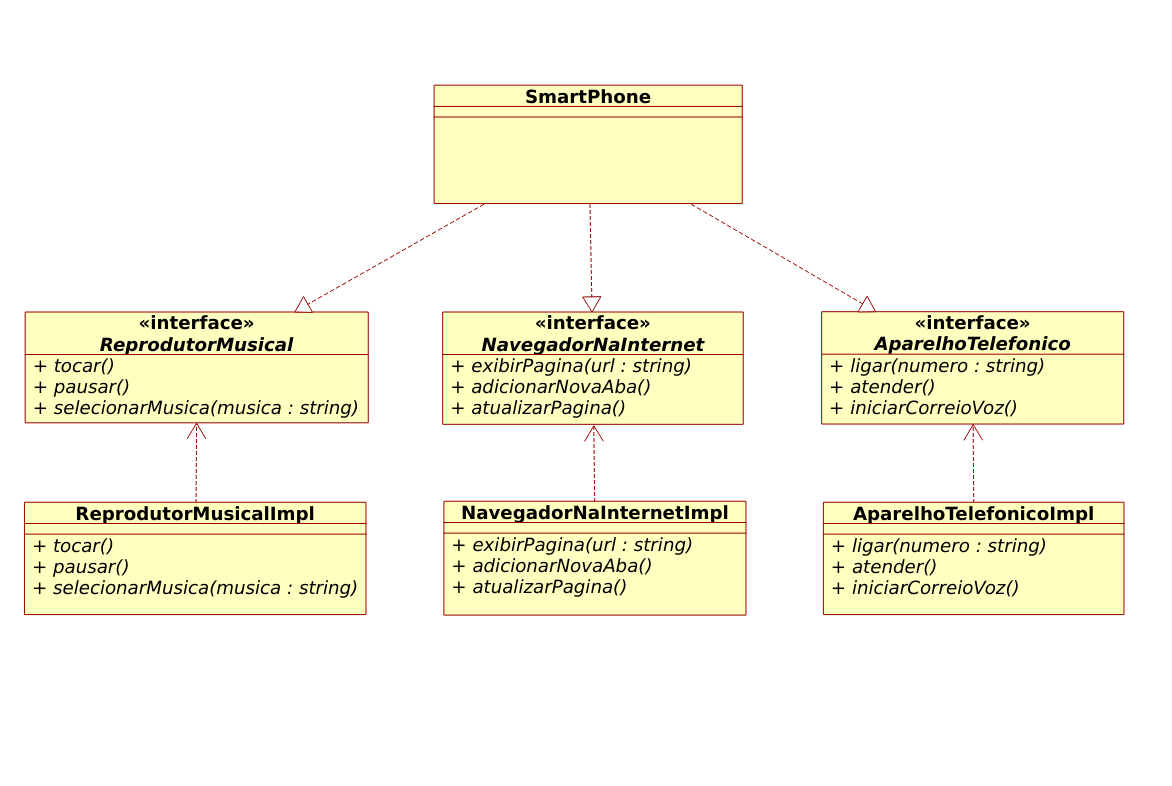 SmartPhone
«interface»
ReprodutorMusical
+ tocar()
+ pausar()
+ selecionarMusica(musica : string)
«interface»
NavegadorNaInternet
+ exibirPagina(url : string)
+ adicionarNovaAba()
+ atualizarPagina()
«interface»
AparelhoTelefonico
+ ligar(numero : string)
+ atender()
+ iniciarCorreioVoz()
ReprodutorMusicalImpl
+ tocar()
+ pausar()
+ selecionarMusica(musica : string)
NavegadorNaInternetImpl
+ exibirPagina(url : string)
+ adicionarNovaAba()
+ atualizarPagina()
AparelhoTelefonicoImpl
+ ligar(numero : string)
+ atender()
+ iniciarCorreioVoz()